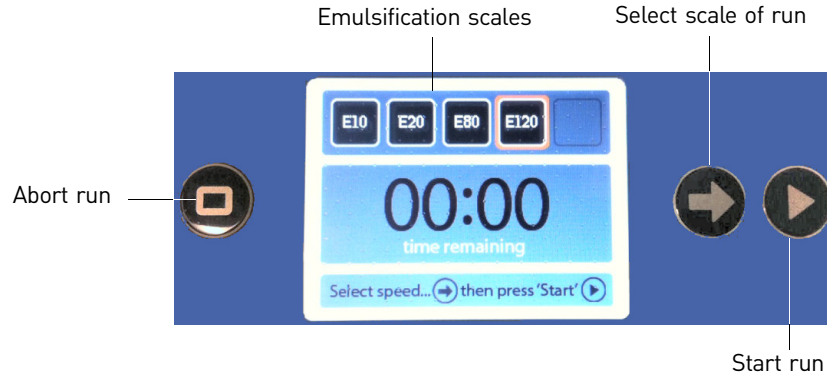 Emulsification scales
Select scale of run
E10 E20 E80 E120
Abort run
00:00
time remaining
Select speed... then press 'Start'
Start run